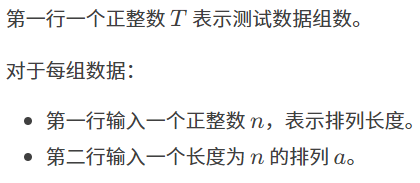 第一行一个正整数 T 表示测试数据组数。
对于每组数据：
• 第一行输入一个正整数 n，表示排列长度。
• 第二行输入一个长度为 n 的排列 a。